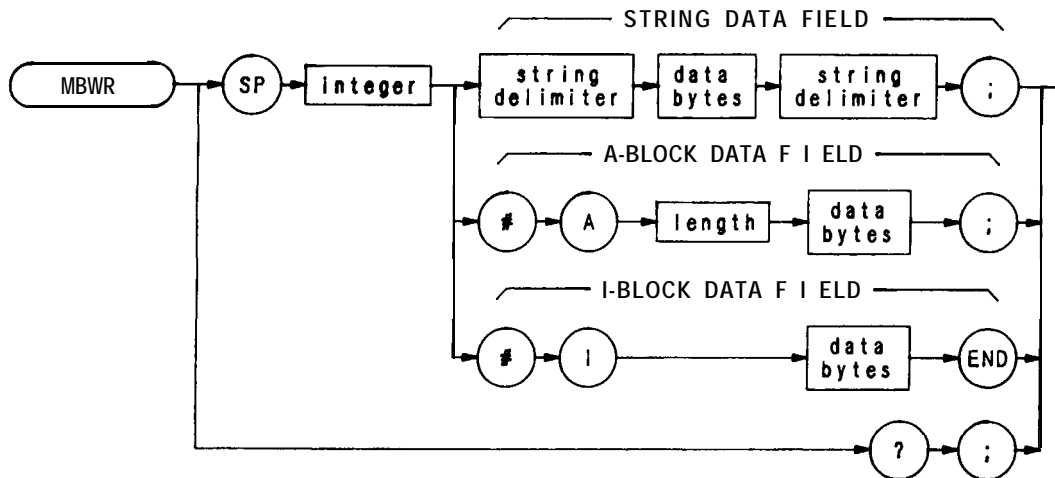 STRING DATA FIELD
MBWR
SP
integer
string
delimiter
data
bytes
string
delimiter
;
A-BLOCK DATA F I ELD
#
A
length
data
bytes
;
I-BLOCK DATA F I ELD
#
I
data
bytes
END
?
;